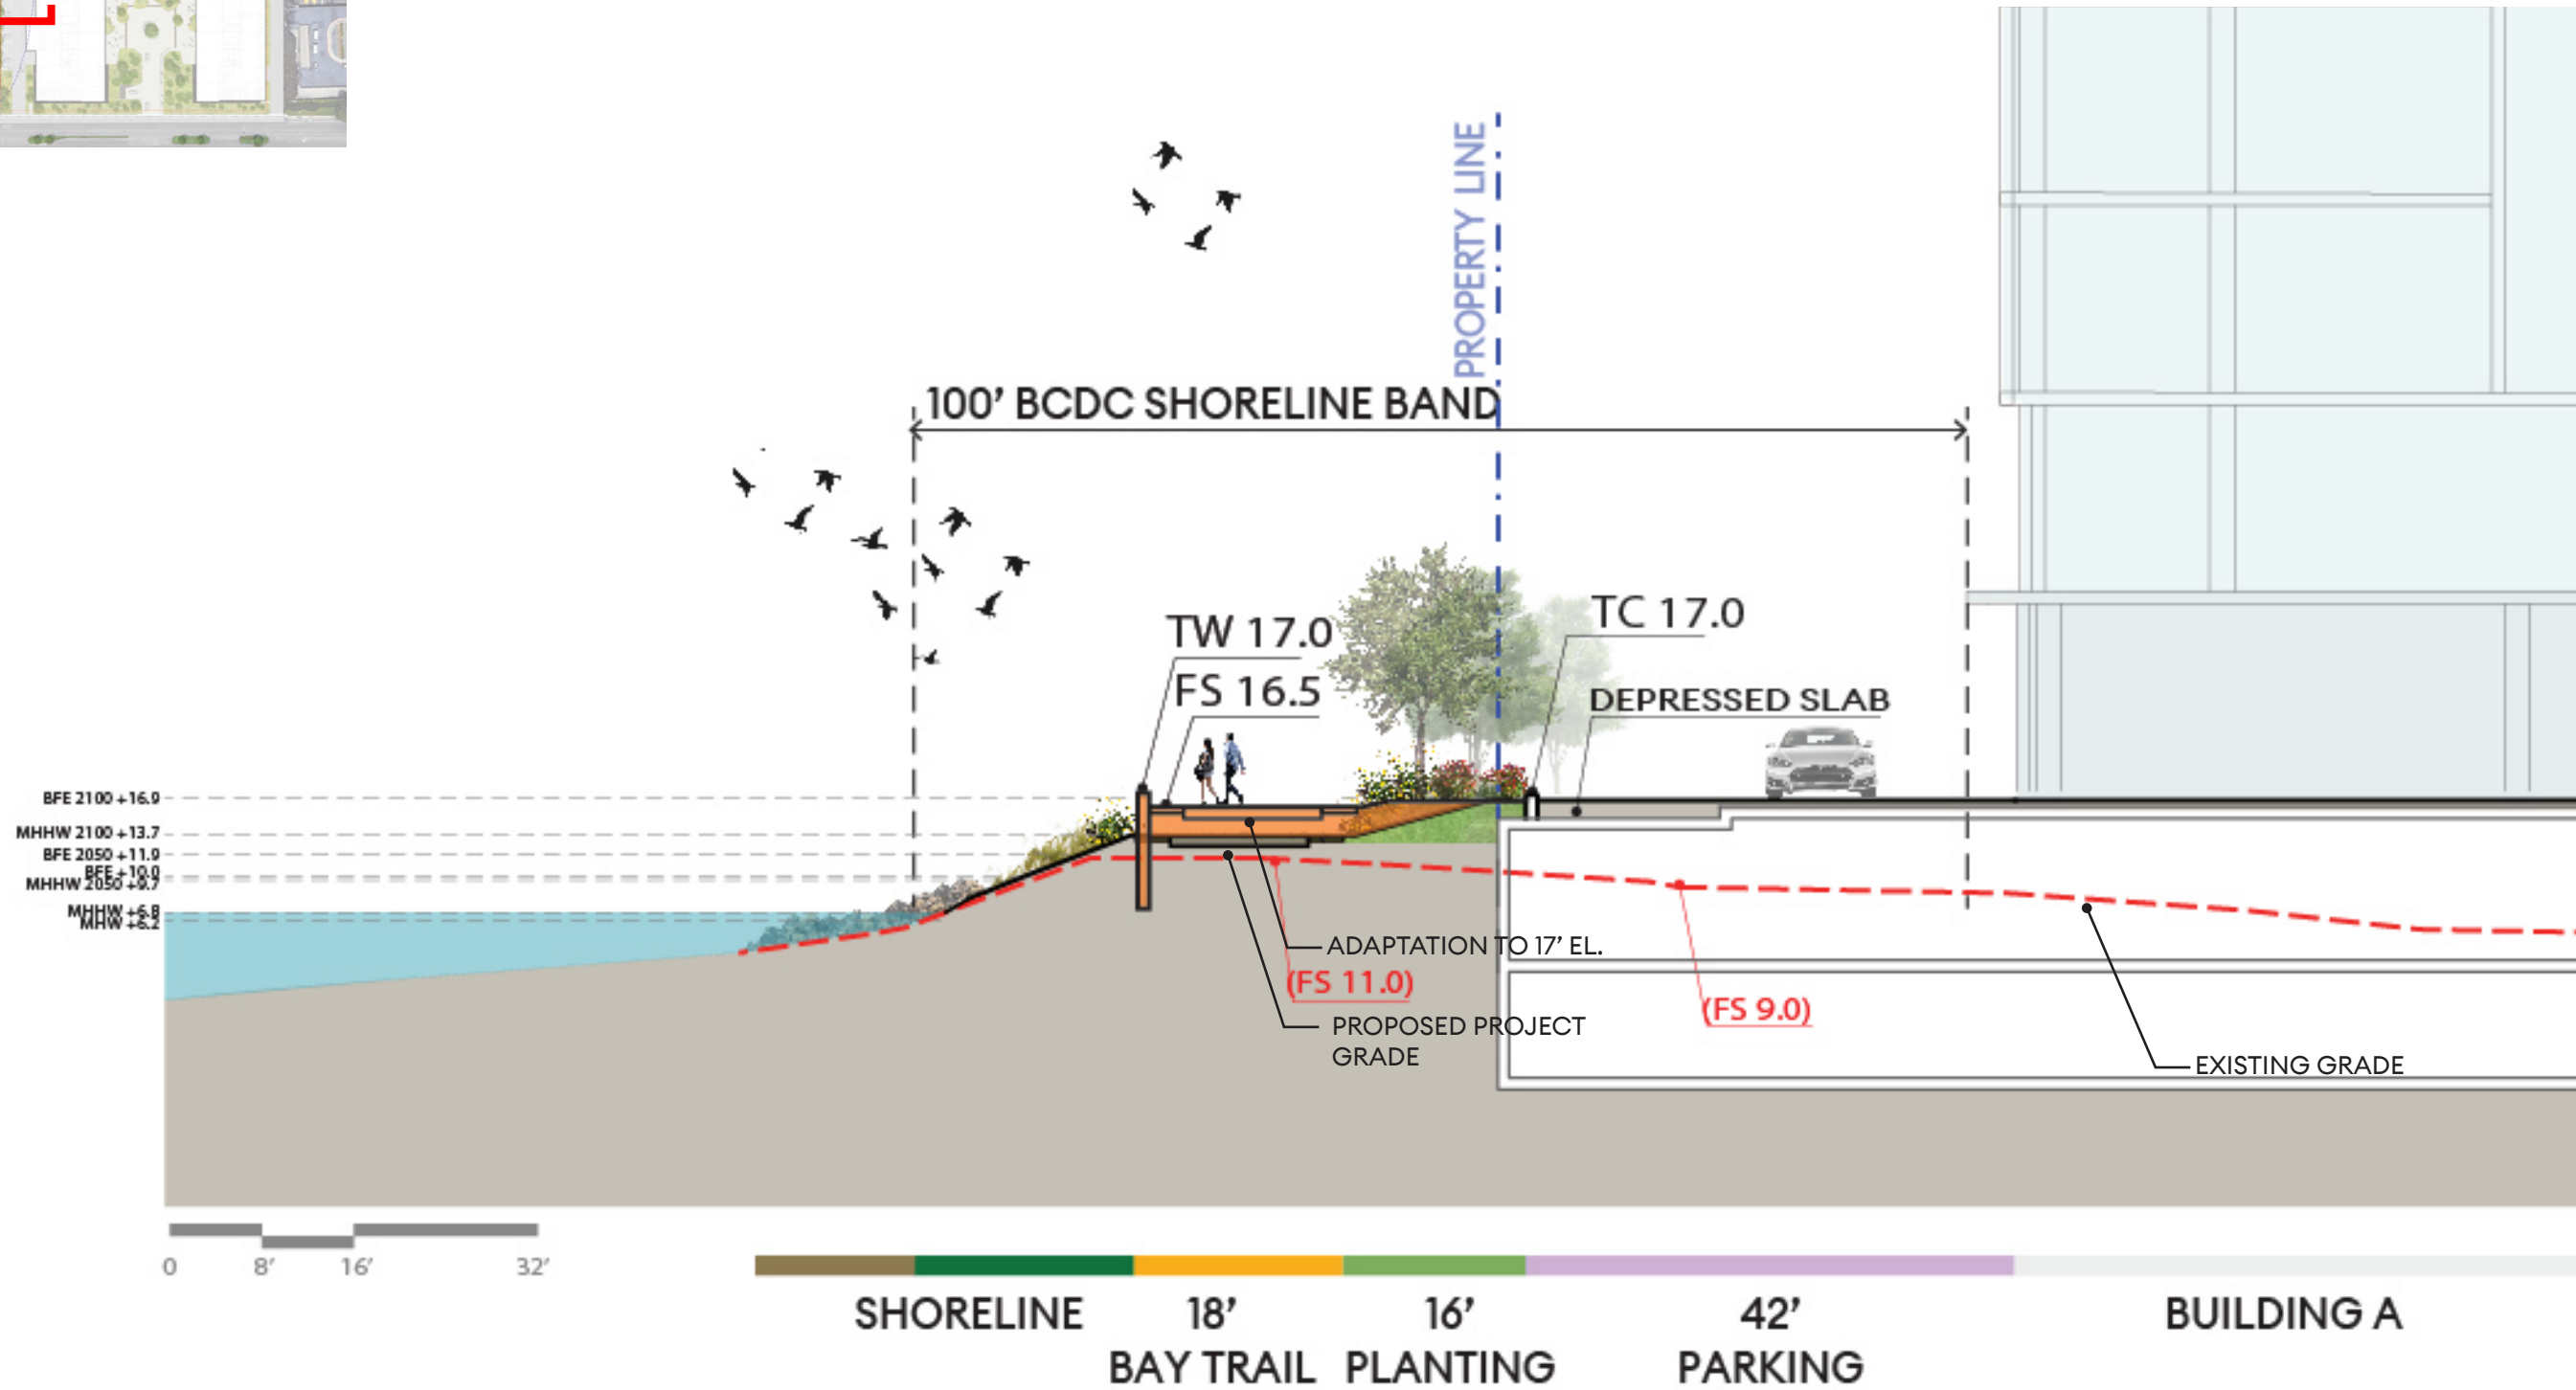 PROPERTY LINE
100’ BCDC SHORELINE BAND
TW 17.0
FS 16.5
TC 17.0
DEPRESSED SLAB
BFE 2100 +16.9
MHHW 2100 +13.7
BFE 2050 +11.9
BFE +10.0
MHHW 2050 +9.7
MHHW +6.8
MHW +6.2
ADAPTATION TO 17’ EL.
(FS 11.0)
(FS 9.0)
PROPOSED PROJECT
GRADE
EXISTING GRADE
0 8’ 16’ 32’
SHORELINE
18’
BAY TRAIL
16’
PLANTING
42’
PARKING
BUILDING A